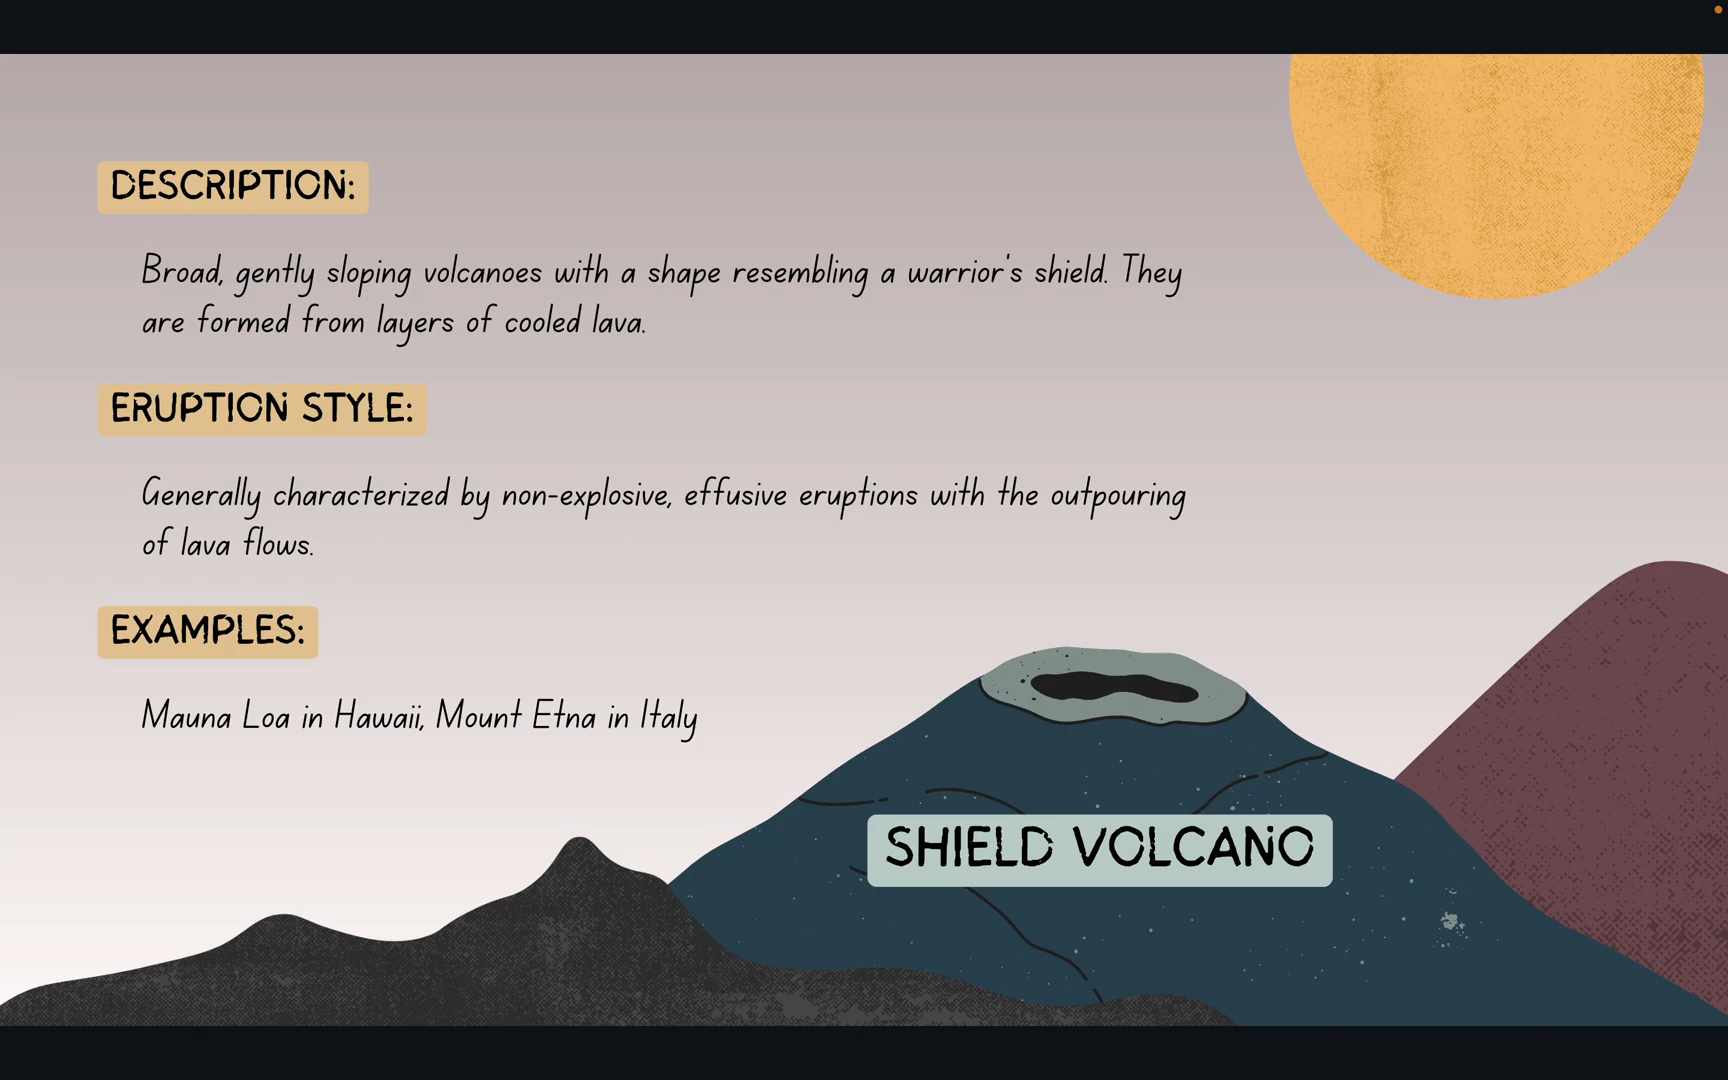 DESCRIPTION:
Broad, gently sloping volcanoes with a shape resembling a warrior's shield. They
are formed from layers of cooled lava.
ERUPTION STYLE:
Generally characterized by non-explosive, effusive eruptions with the outpouring
of lava flows.
EXAMPLES:
Mauna Loa in Hawaii, Mount Etna in Italy
SHIELD VOLCANO